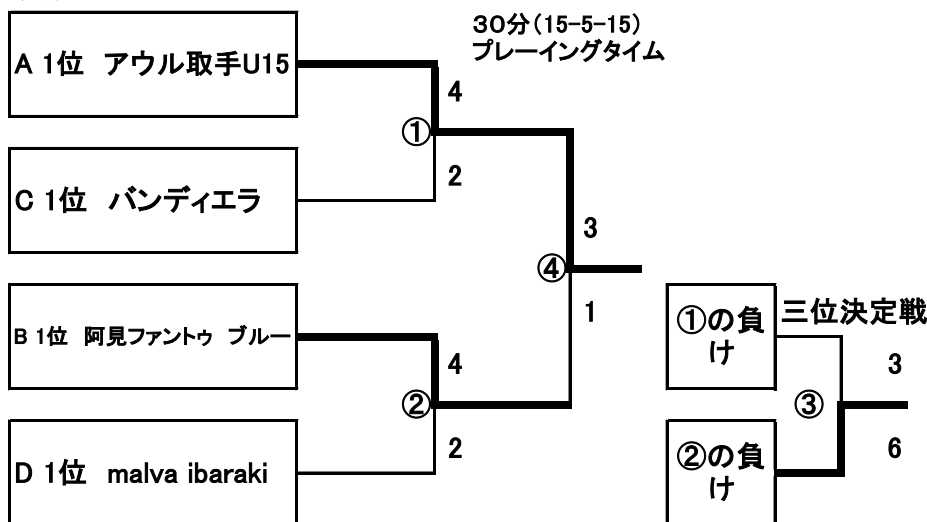 30分（15-5-15）
プレーイングタイム
A 1位 アウル取手U15
4
①
2
C 1位 バンディエラ
3
④
1
B 1位 阿見ファントゥ ブルー
4
②
2
D 1位 malva ibaraki
①の負
け
三位決定戦
3
③
6
②の負
け